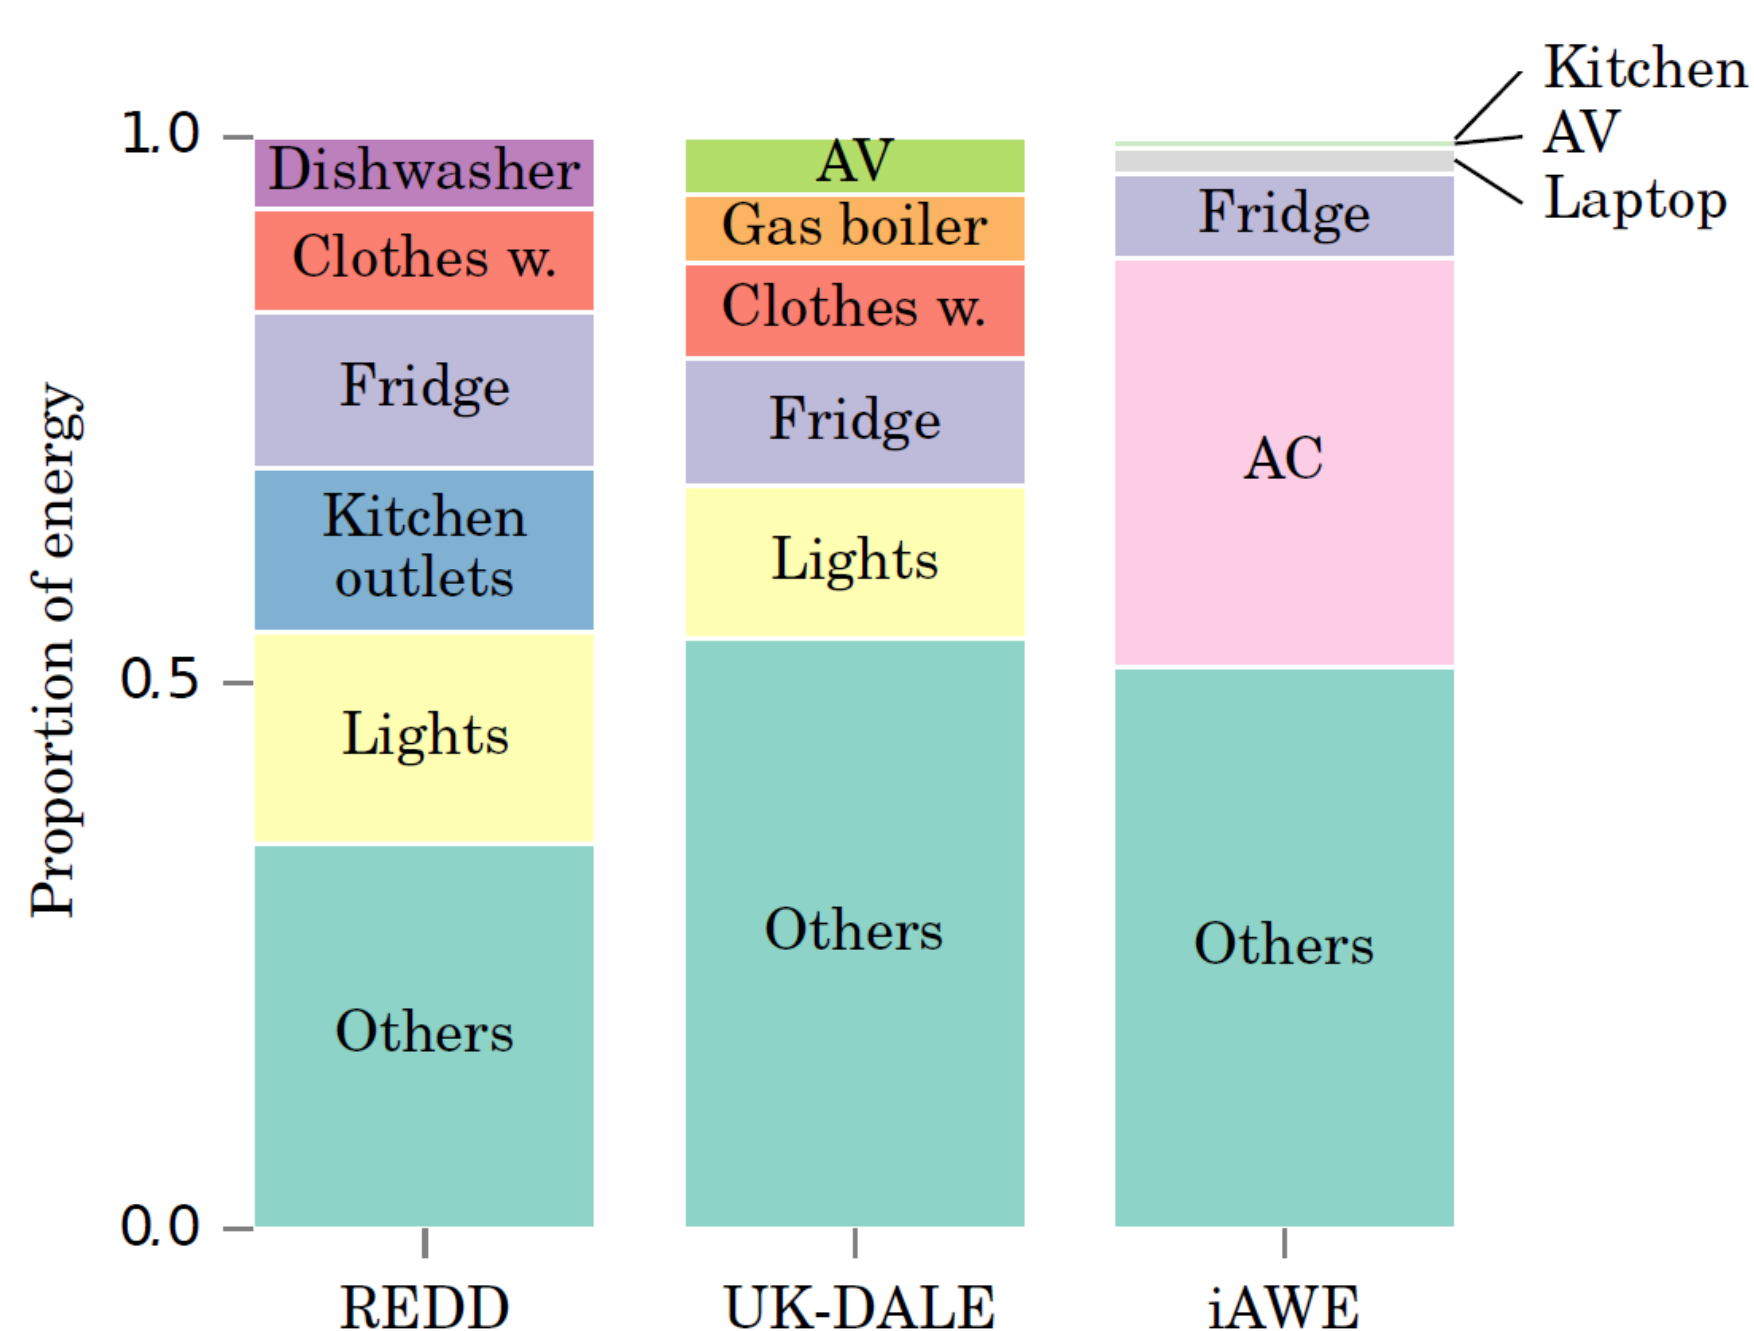 Proportion of energy
1.0
0.5
0.0
Dishwasher
Clothes w.
Fridge
Kitchen
outlets
Lights
Others
REDD
AV
Gas boiler
Clothes w.
Fridge
Lights
Others
UK-DALE
Kitchen
AV
Laptop
Fridge
AC
Others
iAWE